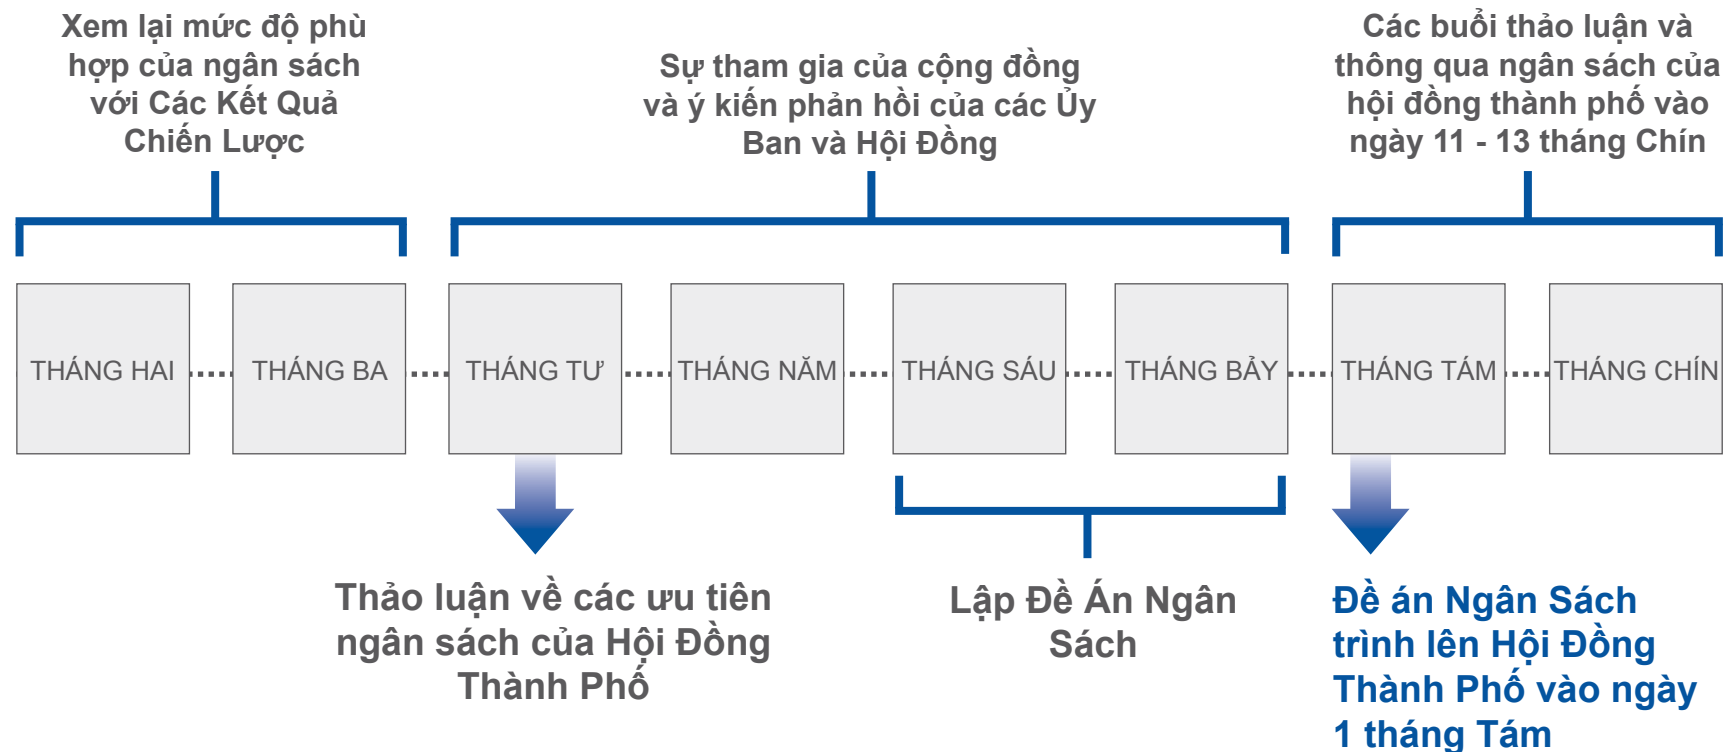 Xem lại mức độ phù
hợp của ngân sách
với Các Kết Quả
Chiến Lược
Sự tham gia của cộng đồng
và ý kiến phản hồi của các Ủy
Ban và Hội Đồng
Các buổi thảo luận và
thông qua ngân sách của
hội đồng thành phố vào
ngày 11 - 13 tháng Chín
THÁNG HAI
THÁNG BA
THÁNG TƯ
THÁNG NĂM
THÁNG SÁU
THÁNG BẢY
THÁNG TÁM
THÁNG CHÍN
Thảo luận về các ưu tiên
ngân sách của Hội Đồng
Thành Phố
Lập Đề Án Ngân
Sách
Đề án Ngân Sách
trình lên Hội Đồng
Thành Phố vào ngày
1 tháng Tám